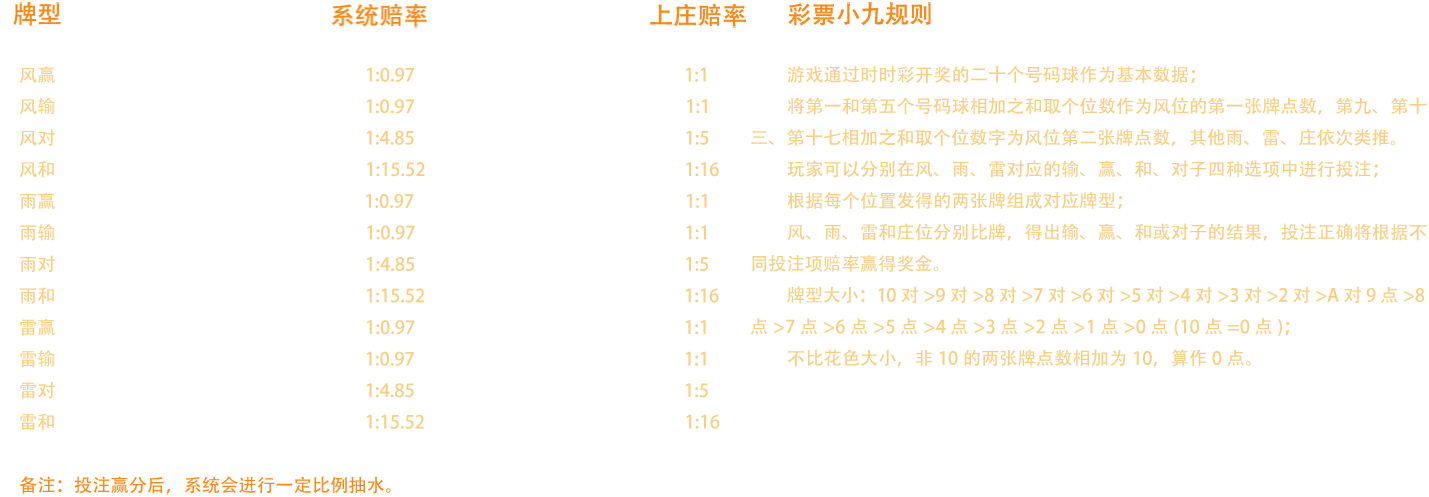 牌型 系统赔率 上庄赔率
风赢 1:0.97 1:1
风输 1:0.97 1:1
风对 1:4.85 1:5
风和 1:15.52 1:16
雨赢 1:0.97 1:1
雨输 1:0.97 1:1
雨对 1:4.85 1:5
雨和 1:15.52 1:16
雷赢 1:0.97 1:1
雷输 1:0.97 1:1
雷对 1:4.85 1:5
雷和 1:15.52 1:16
备注：投注赢分后，系统会进行一定比例抽水。
彩票小九规则
游戏通过时时彩开奖的二十个号码球作为基本数据；
将第一和第五个号码球相加之和取个位数作为风位的第一张牌点数，第九、第十
三、第十七相加之和取个位数字为风位第二张牌点数，其他雨、雷、庄依次类推。
玩家可以分别在风、雨、雷对应的输、赢、和、对子四种选项中进行投注；
根据每个位置发得的两张牌组成对应牌型；
风、雨、雷和庄位分别比牌，得出输、赢、和或对子的结果，投注正确将根据不
同投注项赔率赢得奖金。
牌型大小：10 对 >9 对 >8 对 >7 对 >6 对 >5 对 >4 对 >3 对 >2 对 >A 对 9 点 >8
点 >7 点 >6 点 >5 点 >4 点 >3 点 >2 点 >1 点 >0 点 (10 点 =0 点 )；
不比花色大小，非 10 的两张牌点数相加为 10，算作 0 点。